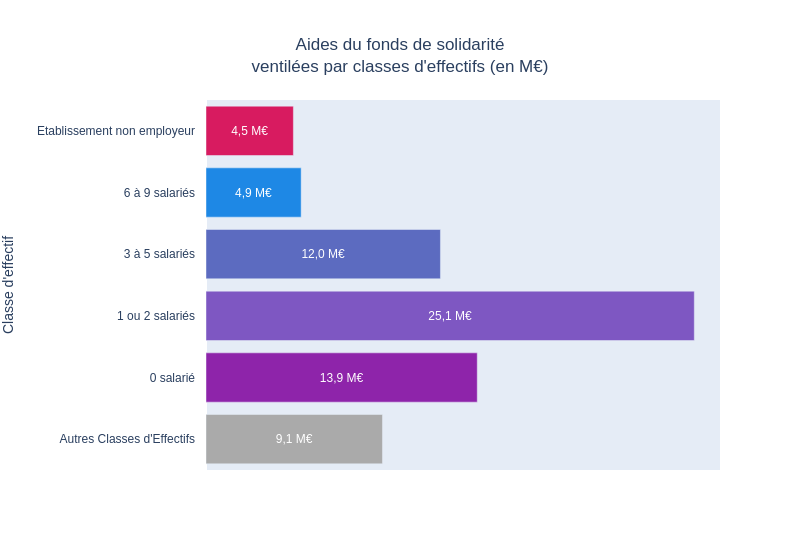 Aides du fonds de solidarité
ventilées par classes d'effectifs (en M€)
Classe d'effectif
Etablissement non employeur
4,5 M€
6 à 9 salariés
4,9 M€
3 à 5 salariés
12,0 M€
1 ou 2 salariés
25,1 M€
0 salarié
13,9 M€
Autres Classes d'Effectifs
9,1 M€